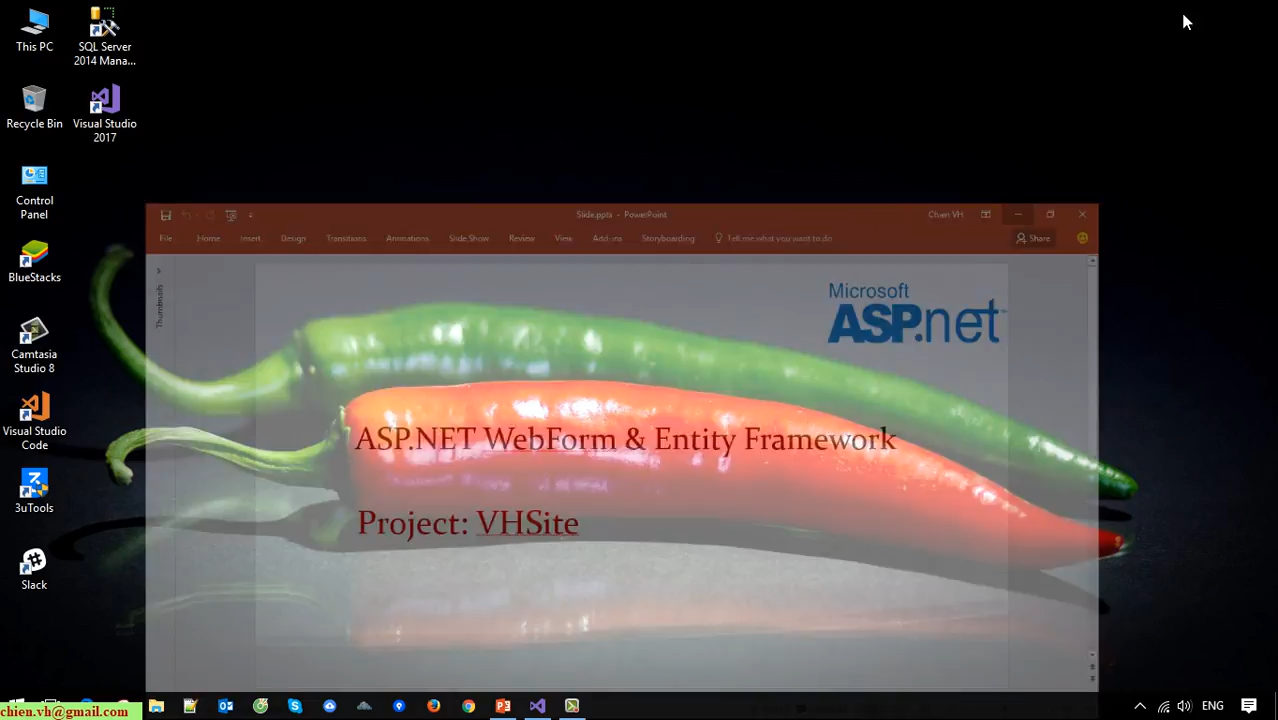 This PC
SQL Server
2014 Mana...
Recycle Bin
Visual Studio
2017
Control
Panel
BlueStacks
Camtasia
Studio 8
Visual Studio
Code
3uTools
Slack
Slide.pptx - PowerPoint
Chien VH
File Home Insert Design Transitions Animations Slide Show Review View Add-ins Storyboarding Tell me what you want to do Share
Thumbnails
Microsoft
ASP.net
ASP.NET WebForm & Entity Framework
Project: VHSite
chien.vh@gmail.com
ENG